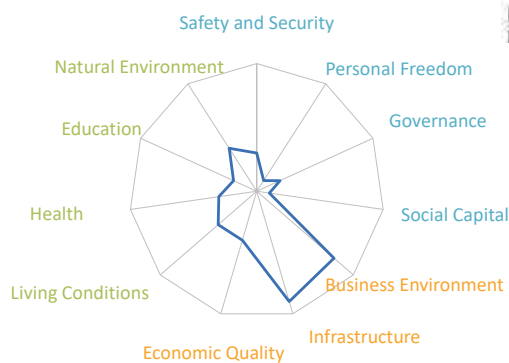 Safety and Security
Personal Freedom
Governance
Social Capital
Business Environment
Infrastructure
Economic Quality
Living Conditions
Health
Education
Natural Environment